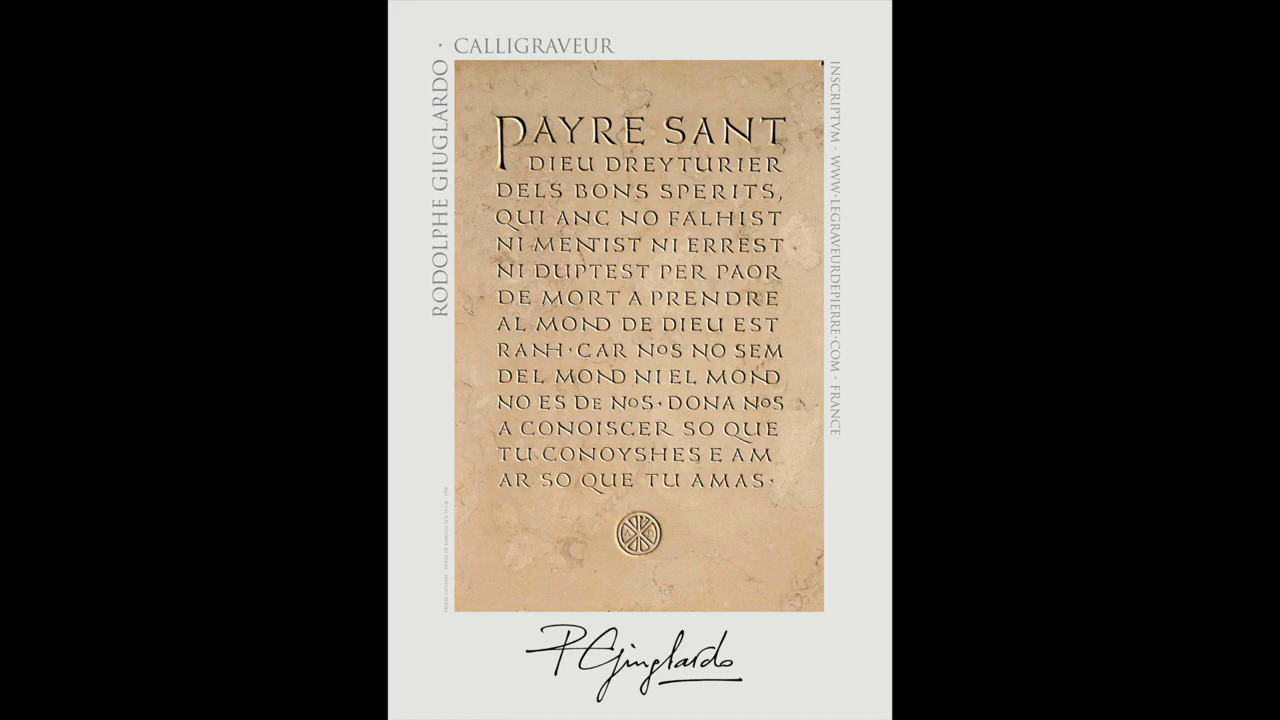 CALLIGRAVEUR
RODOLPHE GIUGLARDO ·
PAYRE SANT
DIEU DREYTURIER
DELS BONS SPERITS,
QUI ANC NO FALHIST
NI MENTIST NI ERREST
NI DUPTEST PER PAOR
DE MORT A PRENDRE
AL MOND DE DIEU EST
RANH · CAR NOS NO SEM
DEL MOND NI EL MOND
NO ES DE NOS · DONA NOS
A CONOISCER SO QUE
TU CONOYSHES E AM
AR SO QUE TU AMAS ·
INSCRIPTVM - WWW·LEGRAVEURDEPIERRE·COM - FRANCE
R Giuglardo